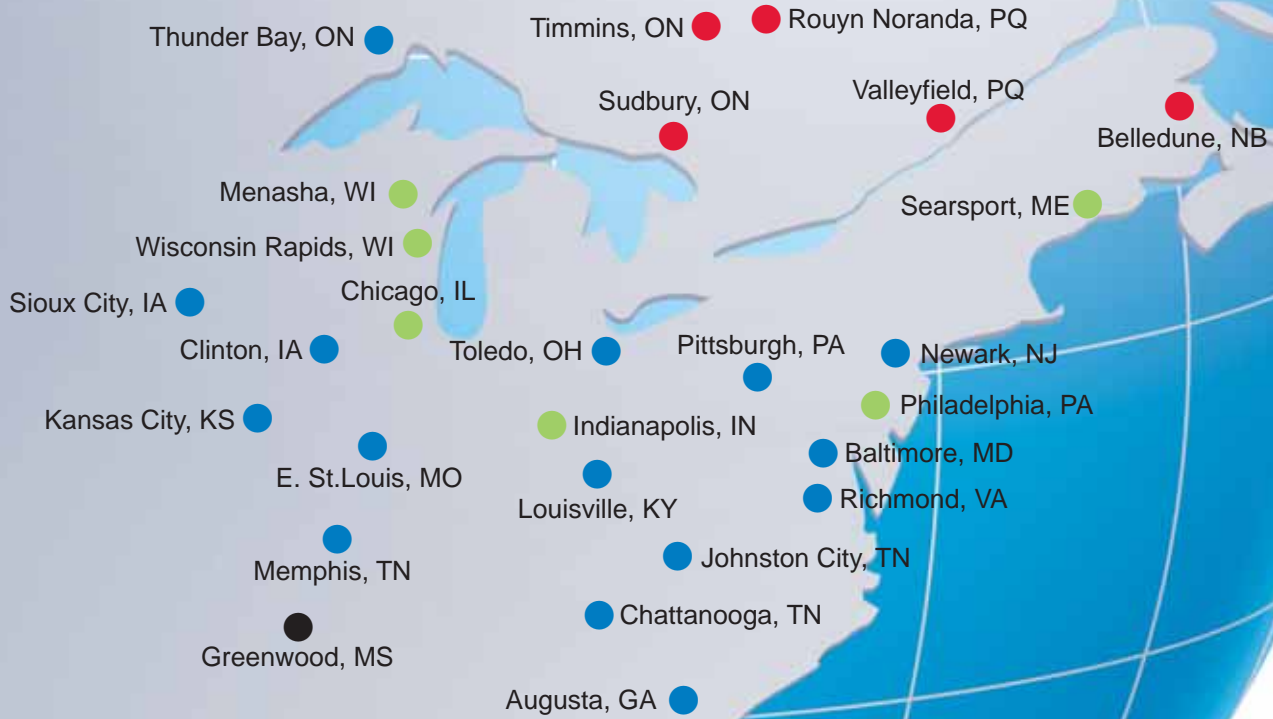 Thunder Bay, ON
Timmins, ON
Rouyn Noranda, PQ
Sudbury, ON
Valleyfield, PQ
Belledune, NB
Menasha, WI
Searsport, ME
Wisconsin Rapids, WI
Chicago, IL
Sioux City, IA
Clinton, IA
Toledo, OH
Pittsburgh, PA
Newark, NJ
Kansas City, KS
Indianapolis, IN
Philadelphia, PA
E. St.Louis, MO
Baltimore, MD
Louisville, KY
Richmond, VA
Memphis, TN
Johnston City, TN
Chattanooga, TN
Greenwood, MS
Augusta, GA